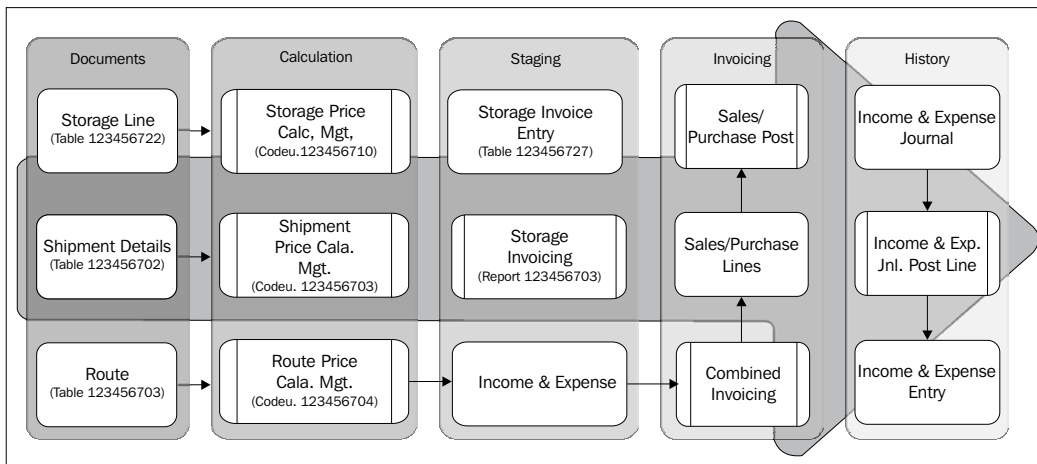 Documents
Storage Line
(Table 123456722)
Shipment Details
(Table 123456702)
Route
(Table 123456703)
Calculation
Storage Price
Calc, Mgt,
(Codeu.123456710)
Shipment
Price Cala.
Mgt.
(Codeu. 123456703)
Route Price
Cala. Mgt.
(Codeu. 123456704)
Staging
Storage Invoice
Entry
(Table 123456727)
Storage
Invoicing
(Report 123456703)
Income & Expense
Invoicing
Sales/
Purchase Post
Sales/Purchase
Lines
Combined
Invoicing
History
Income & Expense
Journal
Income & Exp.
Jnl. Post Line
Income & Expense
Entry